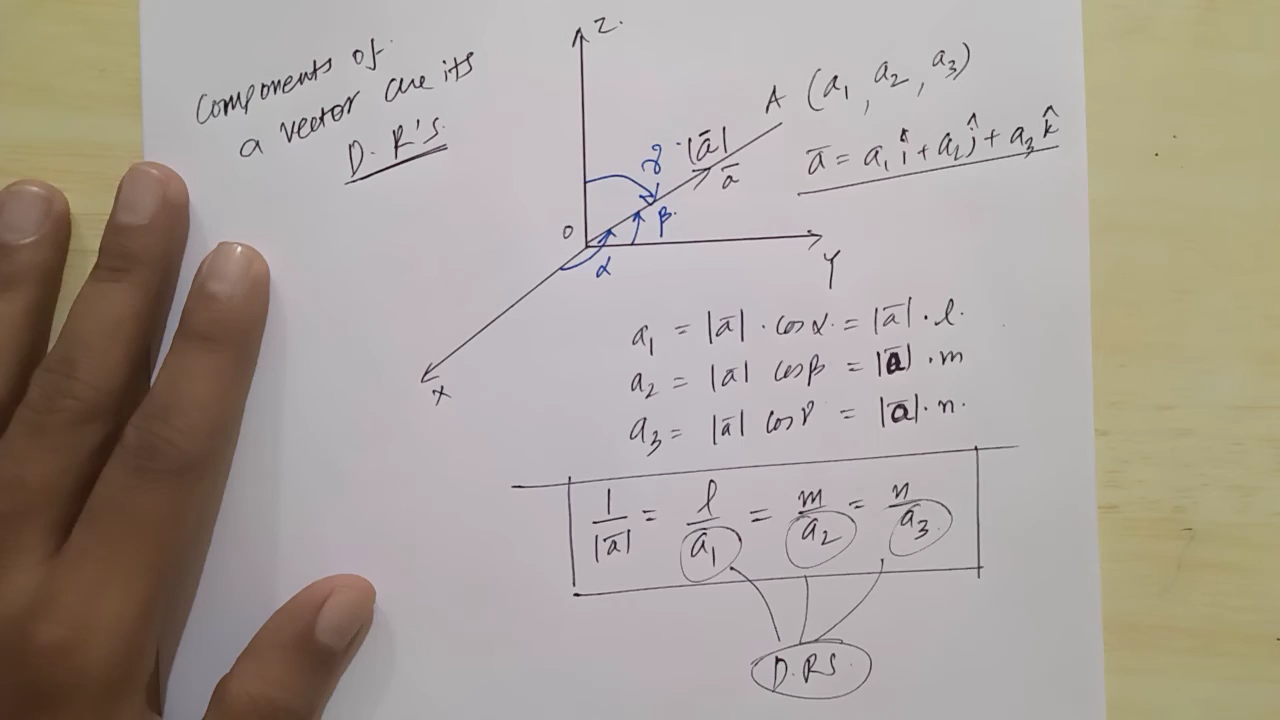 Components of
a vector are its
D. R's.
Z.
A (a₁, a₂, a₃)
γ
|a̅|
a̅
a̅ = a₁ î + a₂ ĵ + a₃ k̂
β.
O
α
Y
X
a₁ = |a̅| . cos α = |a̅| . l.
a₂ = |a̅| cos β = |a̅| . m
a₃ = |a̅| cos γ = |a̅| . n.
1/|a̅| = l/a₁ = m/a₂ = n/a₃
D.RS.